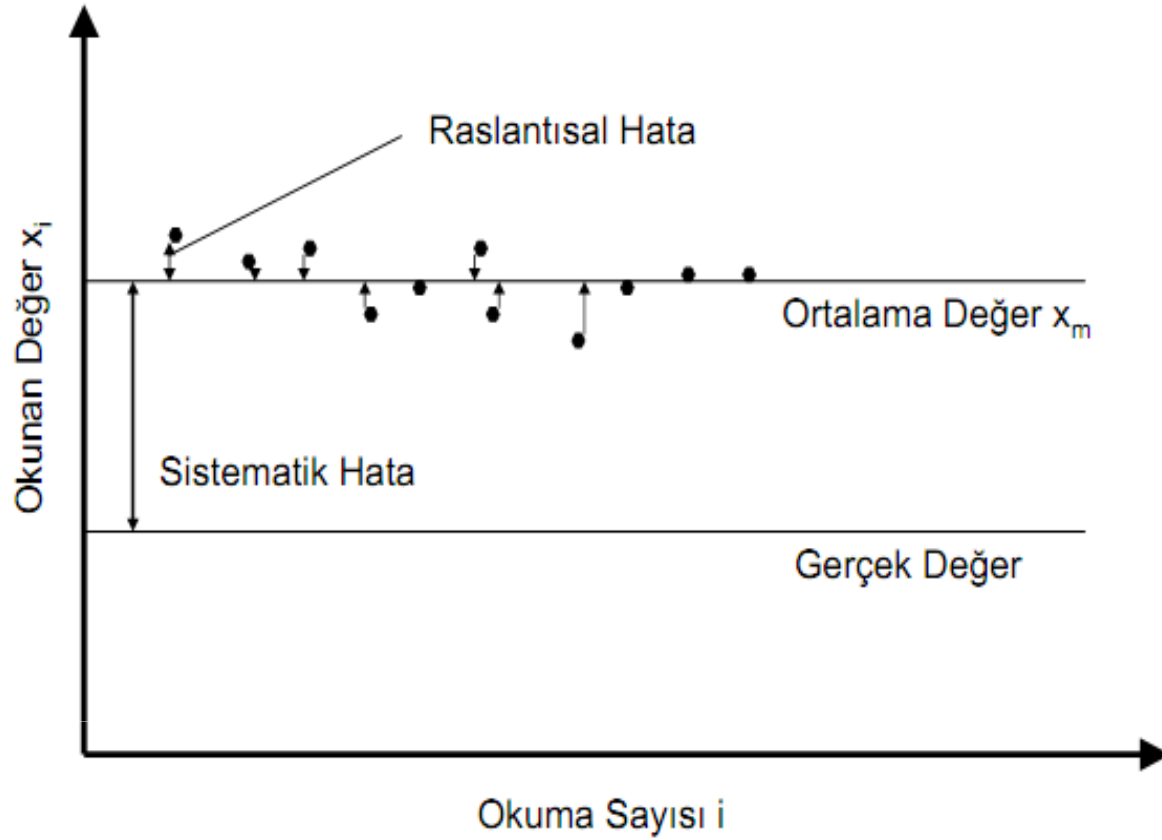 Raslantısal Hata
Okunan Değer xi
Ortalama Değer xm
Sistematik Hata
Gerçek Değer
Okuma Sayısı i